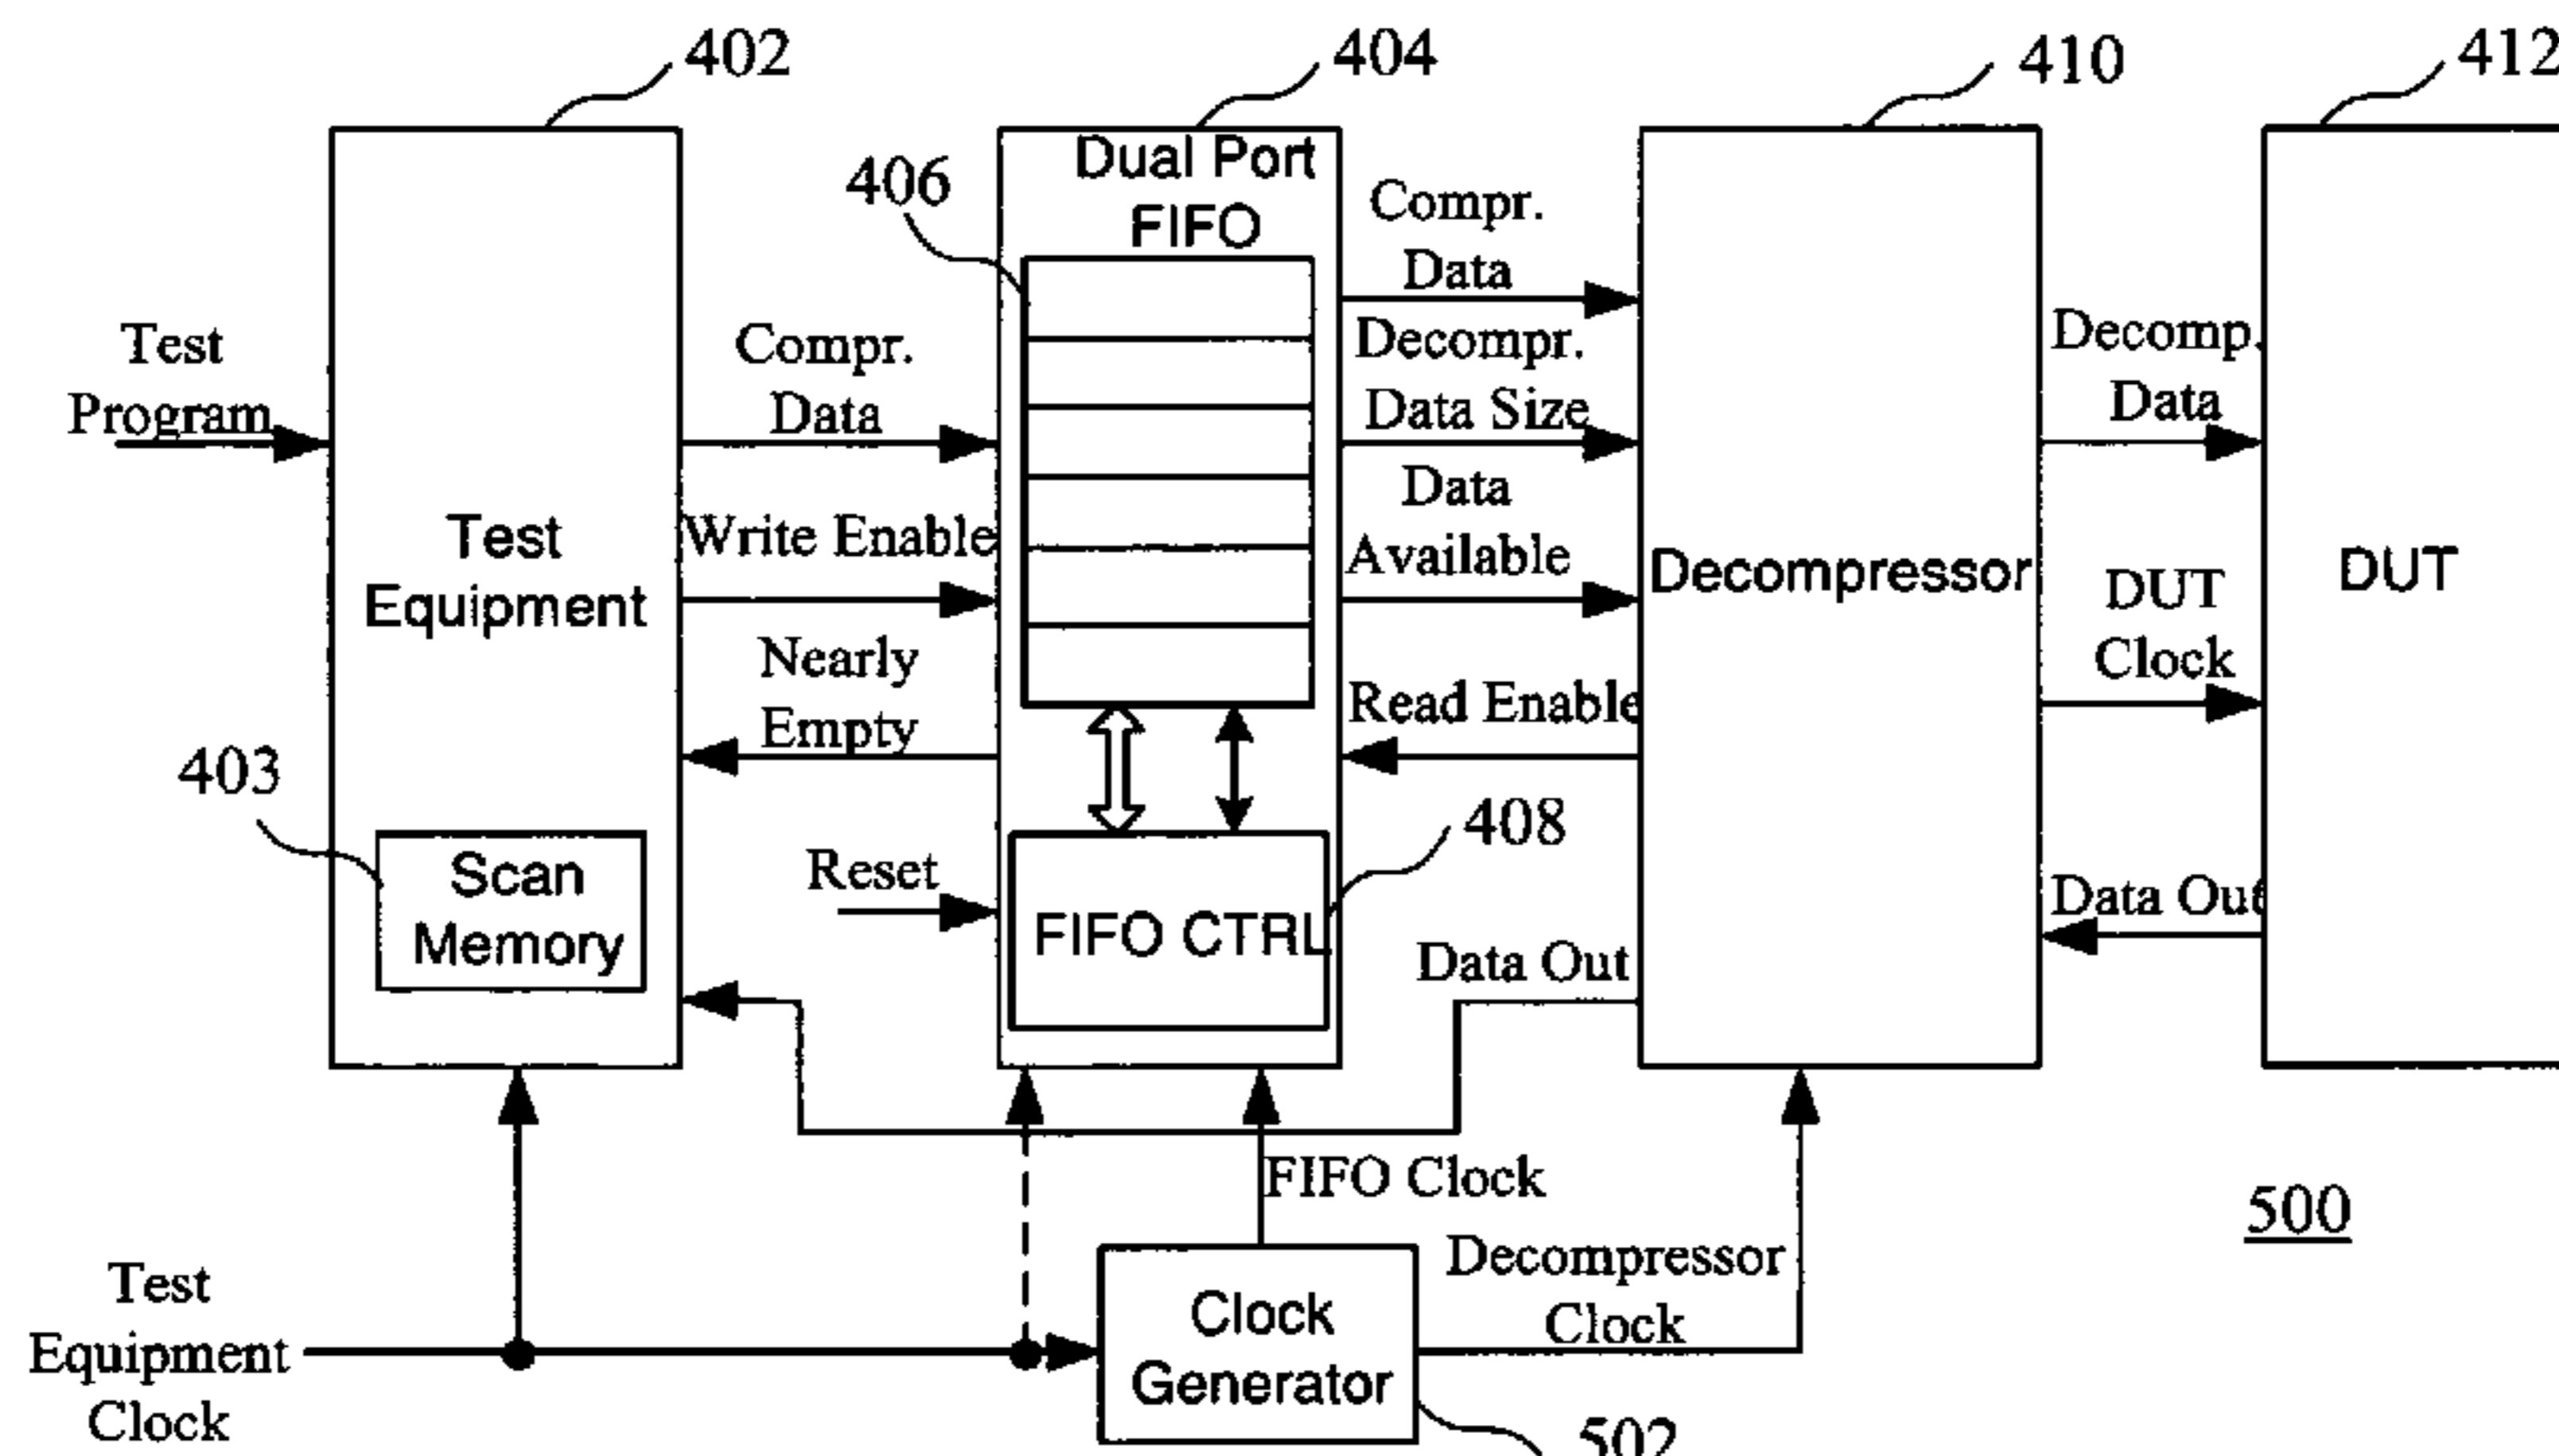 402
404
410
412
Dual Port
FIFO
406
Compr.
Data
Test
Program
Compr.
Data
Decompr.
Data Size
Decomp.
Data
Test
Equipment
Write Enable
Data
Available
Decompressor
DUT
Clock
DUT
Nearly
Empty
Read Enable
403
Scan
Memory
Reset
408
FIFO CTRL
Data Out
Data Out
FIFO Clock
500
Test
Equipment
Clock
Clock
Generator
Decompressor
Clock
502